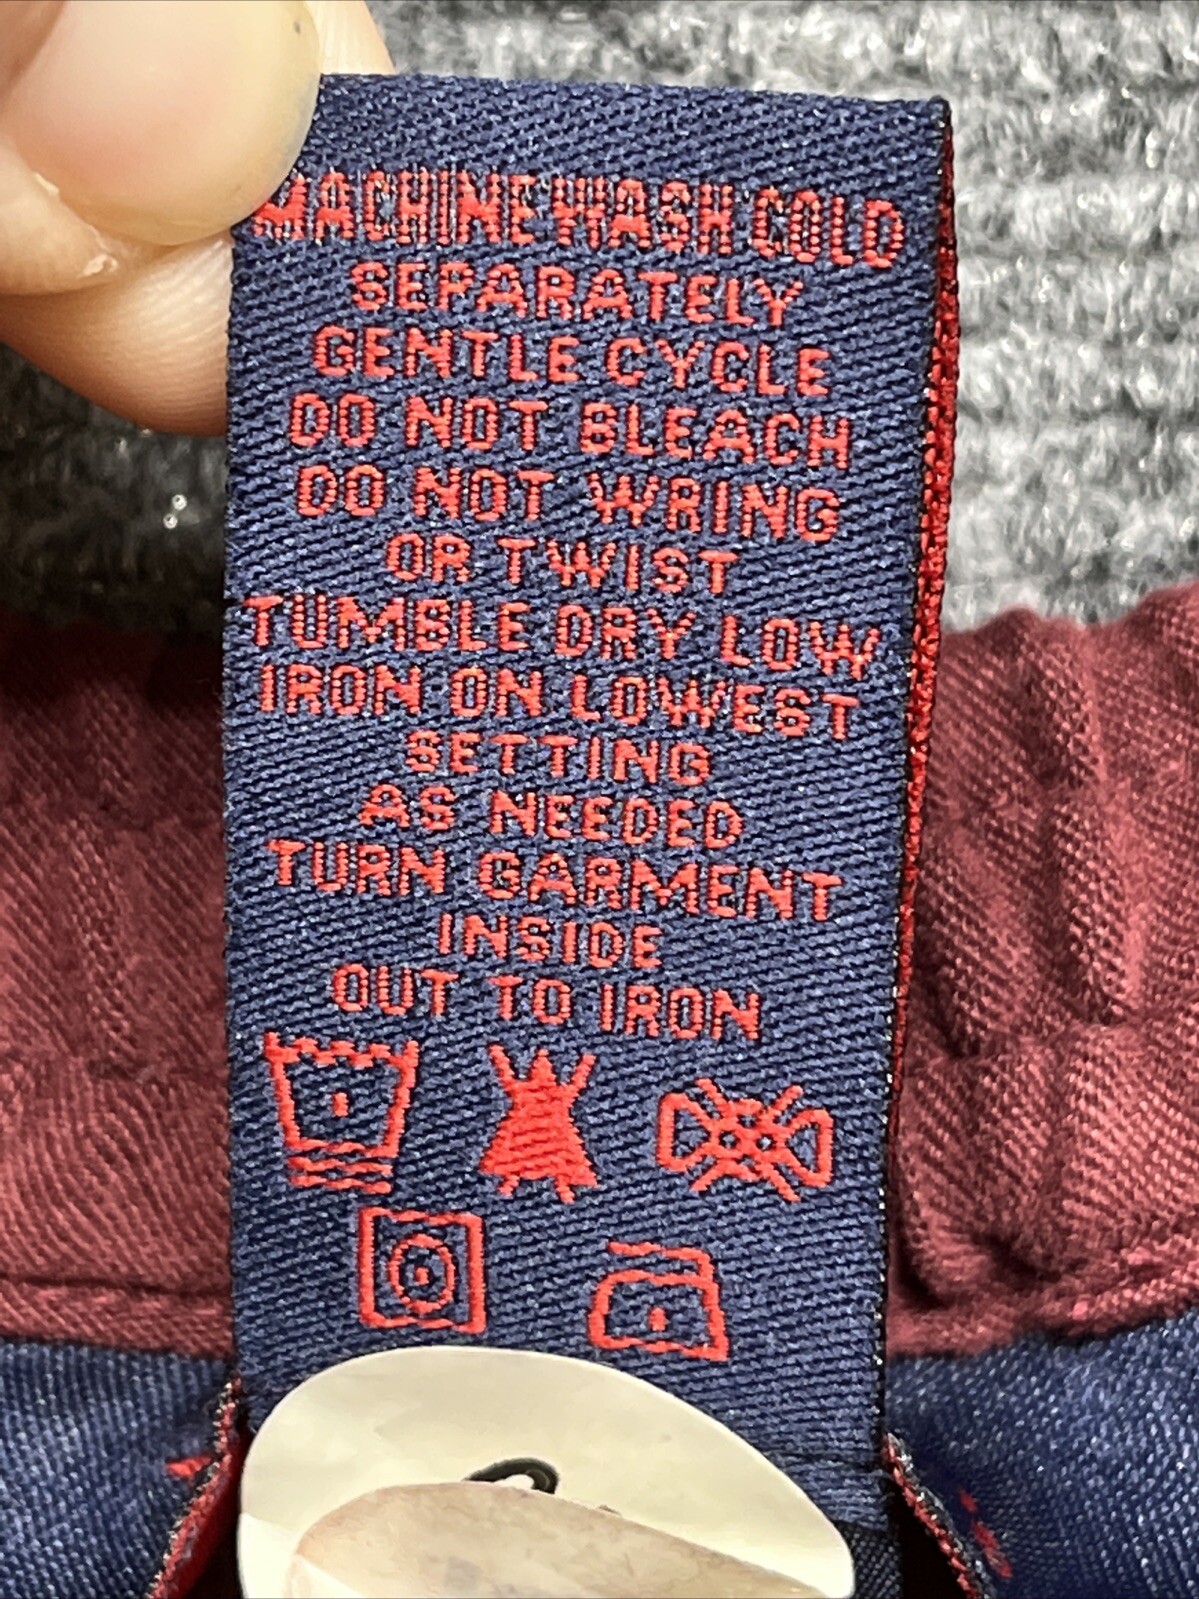 MACHINE WASH COLD
SEPARATELY
GENTLE CYCLE
DO NOT BLEACH
DO NOT WRING
OR TWIST
TUMBLE DRY LOW
IRON ON LOWEST
SETTING
AS NEEDED
TURN GARMENT
INSIDE
OUT TO IRON